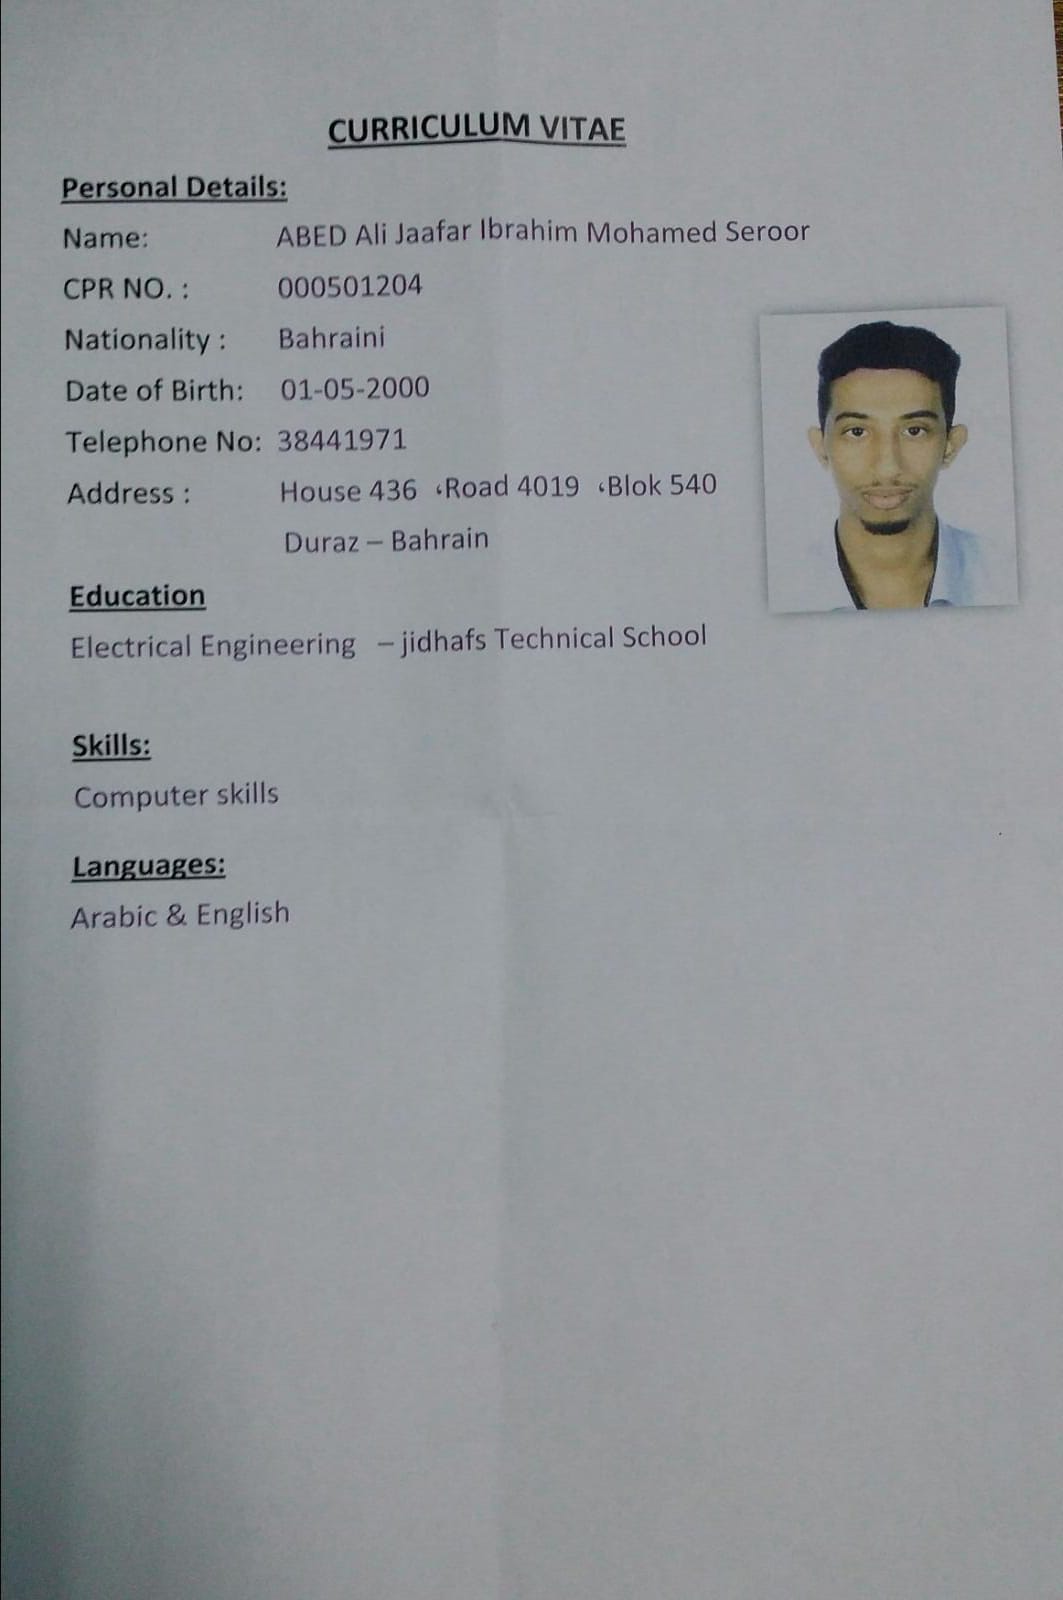 CURRICULUM VITAE
Personal Details:
Name: ABED Ali Jaafar Ibrahim Mohamed Seroor
CPR NO. : 000501204
Nationality : Bahraini
Date of Birth: 01-05-2000
Telephone No: 38441971
Address : House 436 ،Road 4019 ،Blok 540
Duraz – Bahrain
Education
Electrical Engineering – jidhafs Technical School
Skills:
Computer skills
Languages:
Arabic & English